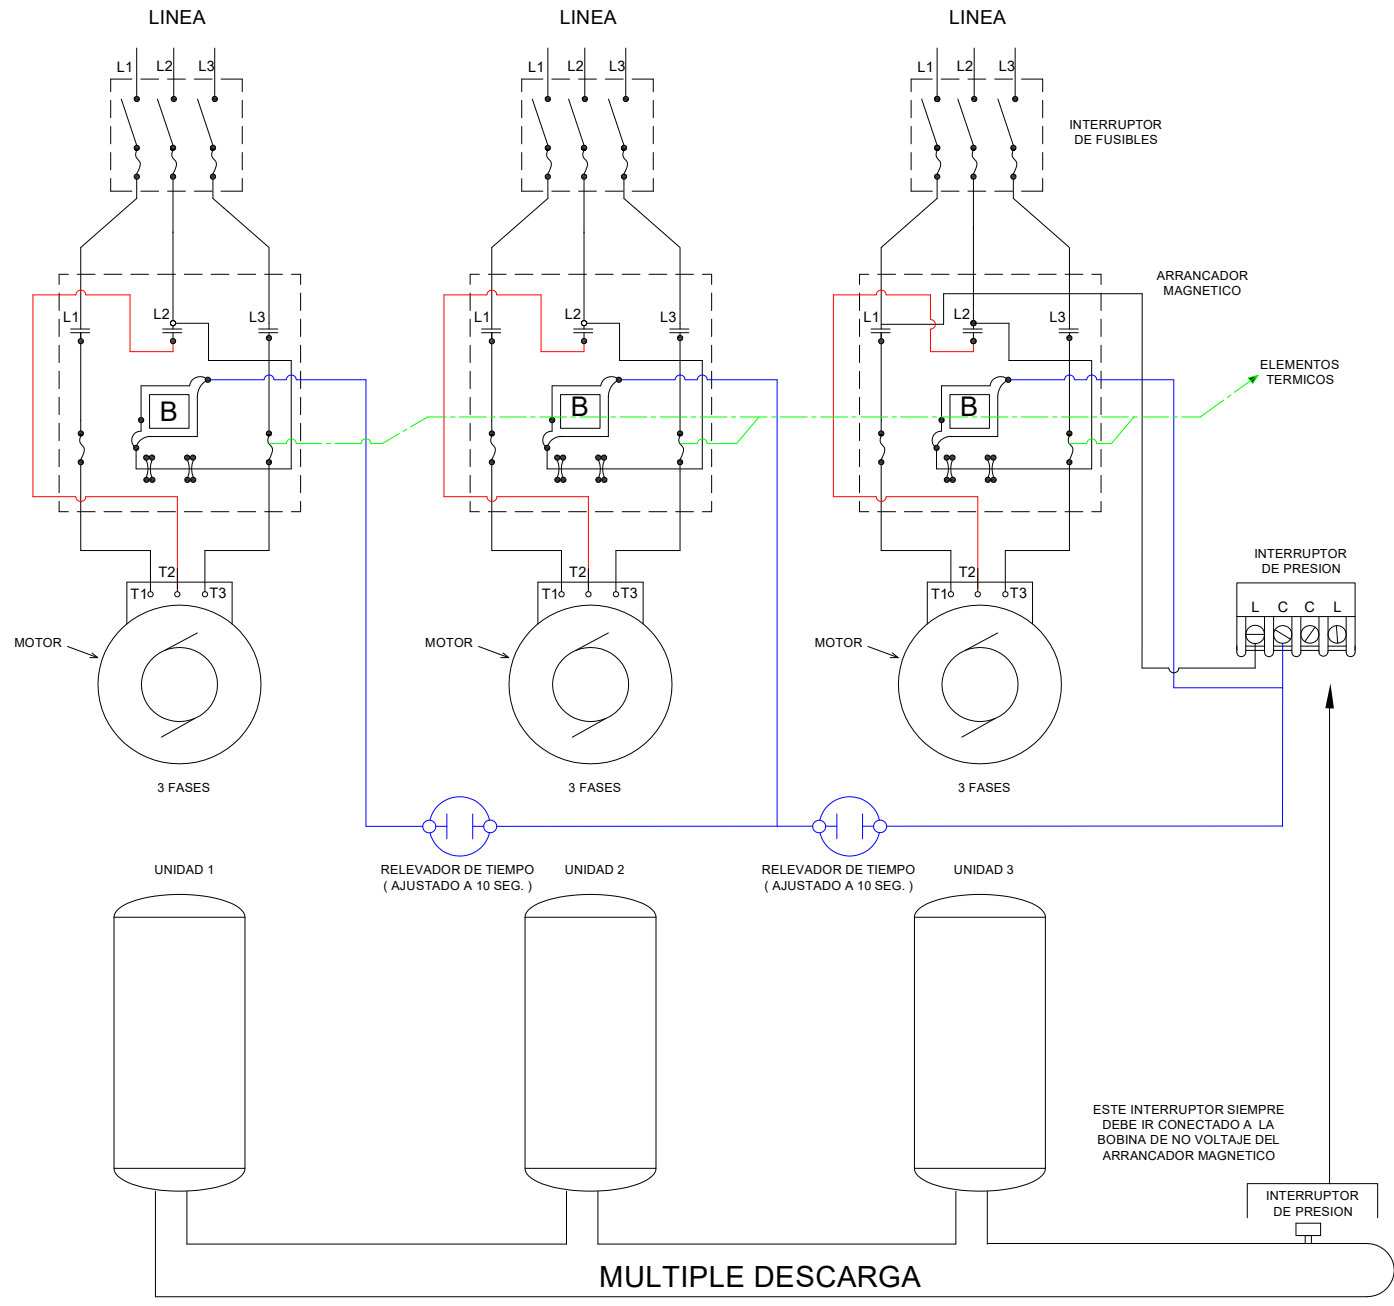 LINEA LINEA LINEA
L1 L2 L3 L1 L2 L3 L1 L2 L3
INTERRUPTOR
DE FUSIBLES
ARRANCADOR
MAGNETICO
L1 L2 L3 L1 L2 L3 L1 L2 L3
ELEMENTOS
TERMICOS
B B B
INTERRUPTOR
DE PRESION
T2 T2 T2
T1 T3 T1 T3 T1 T3
L C C L
MOTOR MOTOR MOTOR
3 FASES 3 FASES 3 FASES
UNIDAD 1
RELEVADOR DE TIEMPO
( AJUSTADO A 10 SEG. )
UNIDAD 2
RELEVADOR DE TIEMPO
( AJUSTADO A 10 SEG. )
UNIDAD 3
ESTE INTERRUPTOR SIEMPRE
DEBE IR CONECTADO A LA
BOBINA DE NO VOLTAJE DEL
ARRANCADOR MAGNETICO
INTERRUPTOR
DE PRESION
MULTIPLE DESCARGA